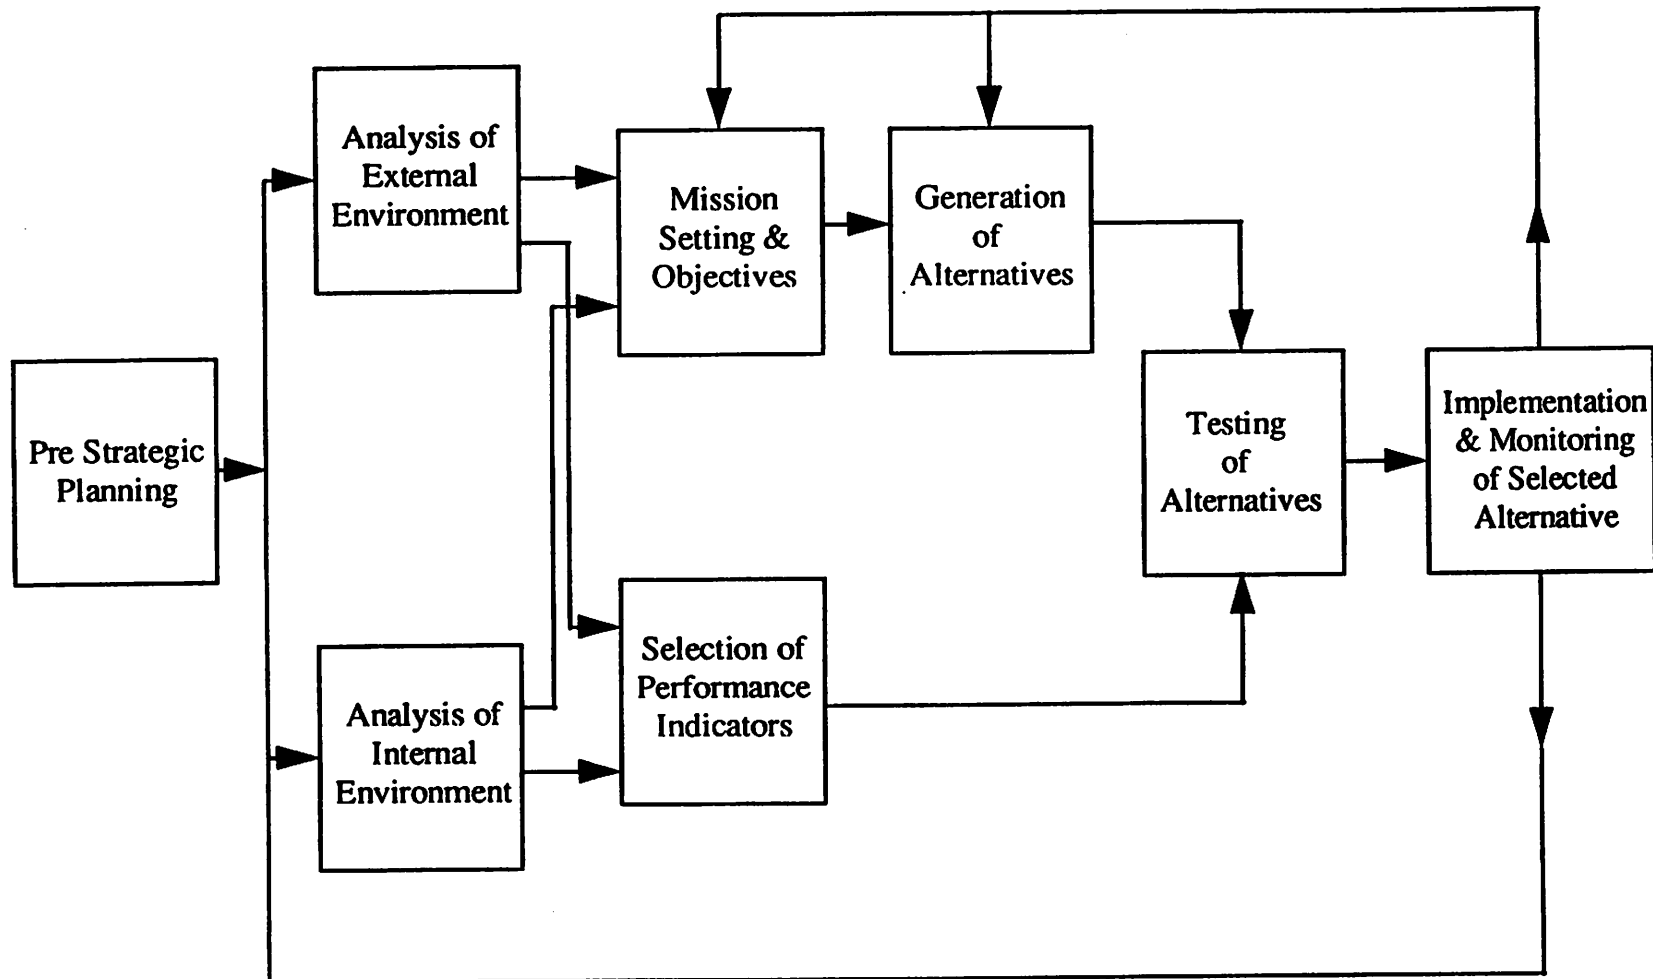 Analysis of
External
Environment
Mission
Setting &
Objectives
Generation
of
Alternatives
Pre Strategic
Planning
Testing
of
Alternatives
Implementation
& Monitoring
of Selected
Alternative
Selection of
Performance
Indicators
Analysis of
Internal
Environment